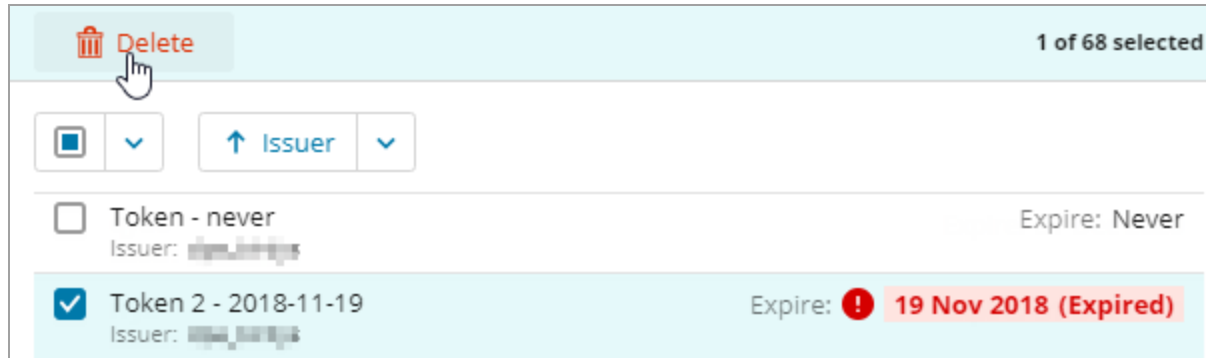 Delete
1 of 68 selected
Issuer
Token - never
Expire: Never
Issuer:
Token 2 - 2018-11-19
Expire: 19 Nov 2018 (Expired)
Issuer: